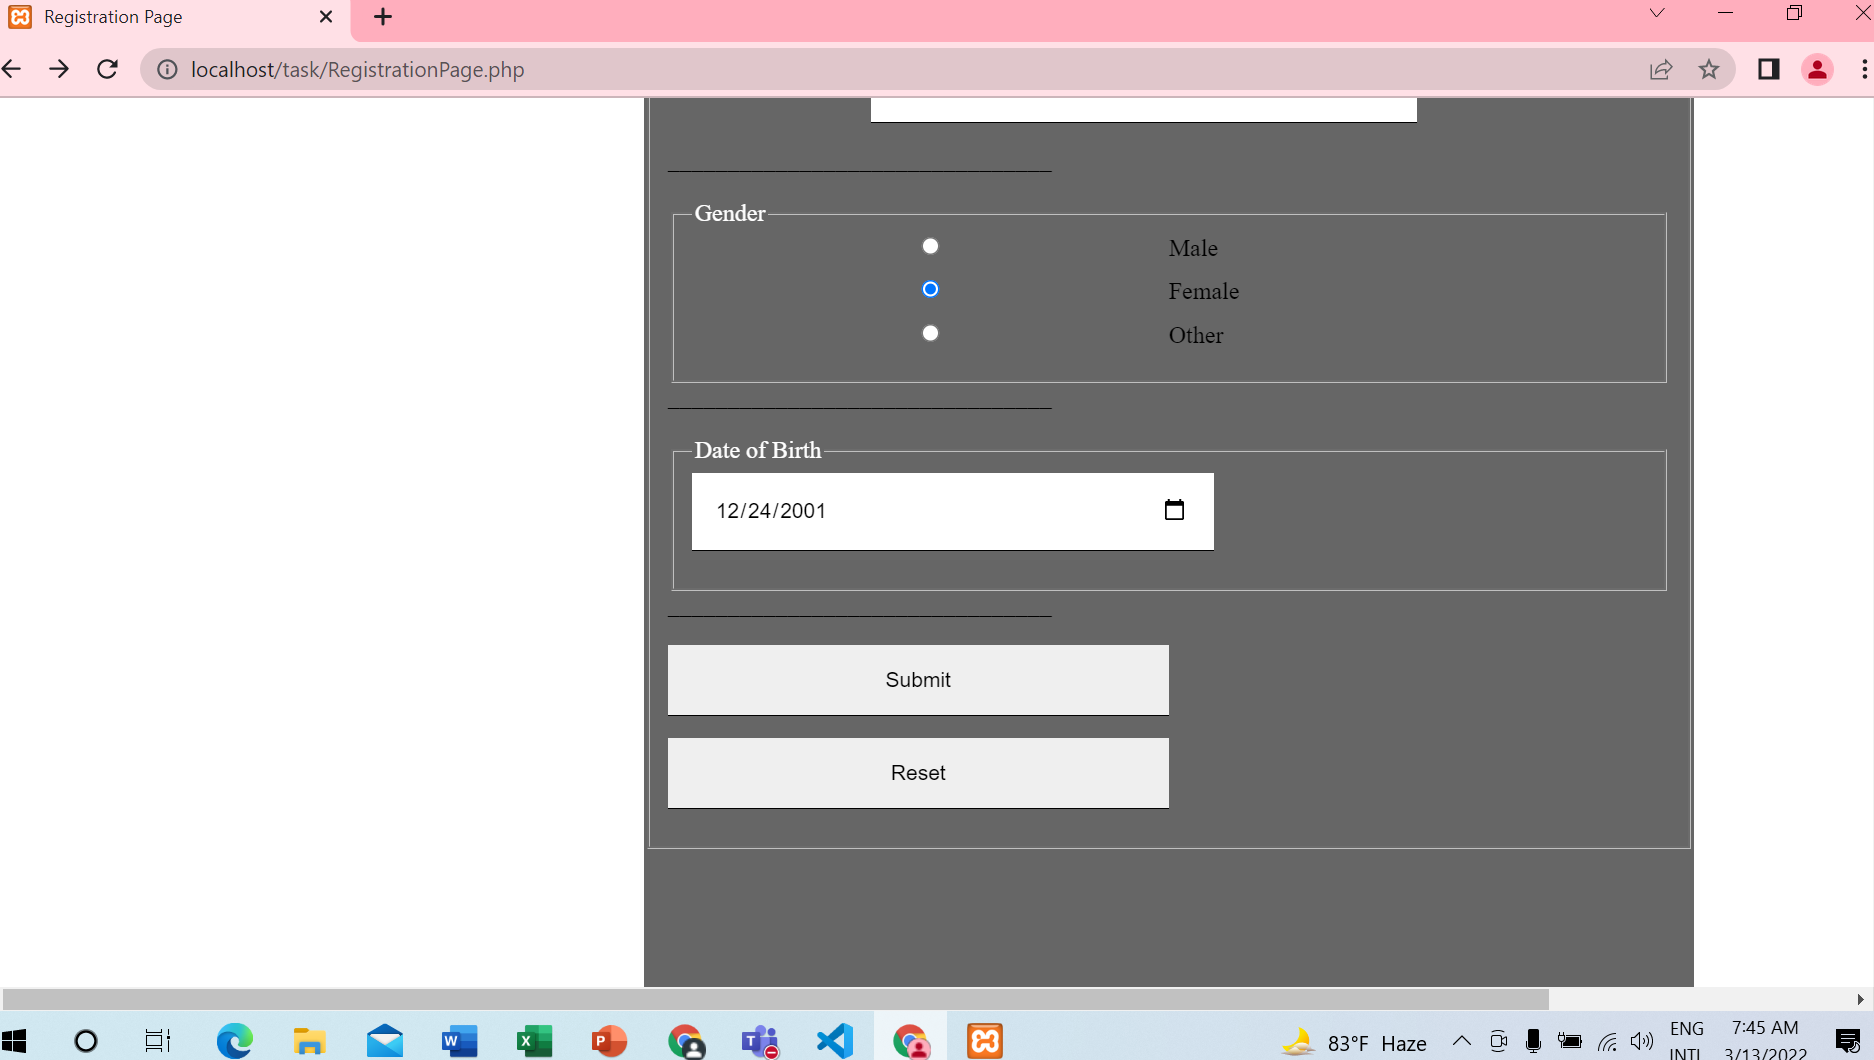 Registration Page
localhost/task/RegistrationPage.php
Gender
Male
Female
Other
Date of Birth
12/24/2001
Submit
Reset
83°F Haze
ENG
INTL
7:45 AM
3/13/2022